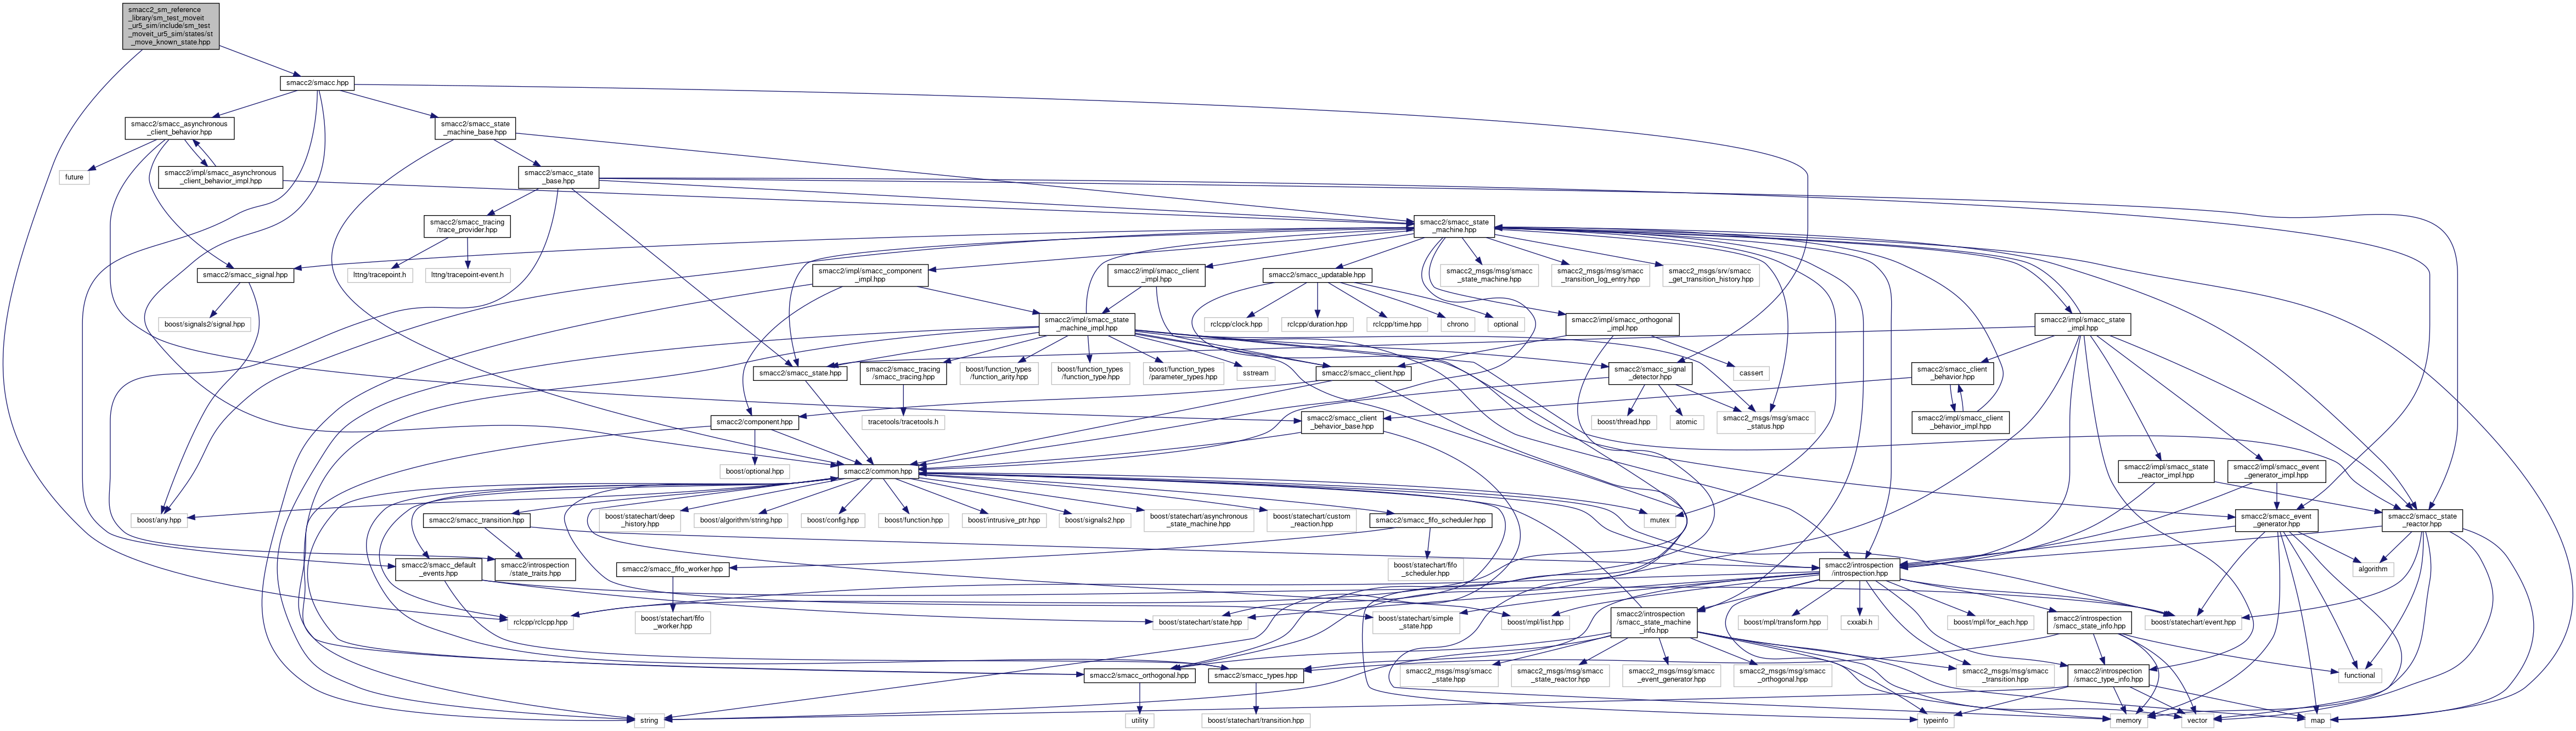 smacc2_sm_reference
_library/sm_test_moveit
_ur5_sim/include/sm_test
_moveit_ur5_sim/states/st
_move_known_state.hpp
smacc2/smacc.hpp
smacc2/smacc_asynchronous
_client_behavior.hpp
smacc2/smacc_state
_machine_base.hpp
future
smacc2/impl/smacc_asynchronous
_client_behavior_impl.hpp
smacc2/smacc_state
_base.hpp
smacc2/smacc_tracing
/trace_provider.hpp
smacc2/smacc_state
_machine.hpp
smacc2/smacc_signal.hpp
lttng/tracepoint.h
lttng/tracepoint-event.h
smacc2/impl/smacc_component
_impl.hpp
smacc2/impl/smacc_client
_impl.hpp
smacc2/smacc_updatable.hpp
smacc2_msgs/msg/smacc
_state_machine.hpp
smacc2_msgs/msg/smacc
_transition_log_entry.hpp
smacc2_msgs/srv/smacc
_get_transition_history.hpp
boost/signals2/signal.hpp
smacc2/impl/smacc_state
_machine_impl.hpp
rclcpp/clock.hpp
rclcpp/duration.hpp
rclcpp/time.hpp
chrono
optional
smacc2/impl/smacc_orthogonal
_impl.hpp
smacc2/impl/smacc_state
_impl.hpp
smacc2/smacc_state.hpp
smacc2/smacc_tracing
/smacc_tracing.hpp
boost/function_types
/function_arity.hpp
boost/function_types
/function_type.hpp
boost/function_types
/parameter_types.hpp
sstream
smacc2/smacc_client.hpp
smacc2/smacc_signal
_detector.hpp
cassert
smacc2/smacc_client
_behavior.hpp
smacc2/component.hpp
tracetools/tracetools.h
smacc2/smacc_client
_behavior_base.hpp
boost/thread.hpp
atomic
smacc2_msgs/msg/smacc
_status.hpp
smacc2/impl/smacc_client
_behavior_impl.hpp
boost/optional.hpp
smacc2/common.hpp
smacc2/impl/smacc_state
_reactor_impl.hpp
smacc2/impl/smacc_event
_generator_impl.hpp
boost/any.hpp
smacc2/smacc_transition.hpp
boost/statechart/deep
_history.hpp
boost/algorithm/string.hpp
boost/config.hpp
boost/function.hpp
boost/intrusive_ptr.hpp
boost/signals2.hpp
boost/statechart/asynchronous
_state_machine.hpp
boost/statechart/custom
_reaction.hpp
smacc2/smacc_fifo_scheduler.hpp
mutex
smacc2/smacc_event
_generator.hpp
smacc2/smacc_state
_reactor.hpp
smacc2/smacc_default
_events.hpp
smacc2/introspection
/state_traits.hpp
smacc2/smacc_fifo_worker.hpp
boost/statechart/fifo
_scheduler.hpp
smacc2/introspection
/introspection.hpp
algorithm
rclcpp/rclcpp.hpp
boost/statechart/fifo
_worker.hpp
boost/statechart/state.hpp
boost/statechart/simple
_state.hpp
boost/mpl/list.hpp
smacc2/introspection
/smacc_state_machine
_info.hpp
boost/mpl/transform.hpp
cxxabi.h
boost/mpl/for_each.hpp
smacc2/introspection
/smacc_state_info.hpp
boost/statechart/event.hpp
smacc2/smacc_orthogonal.hpp
smacc2/smacc_types.hpp
smacc2_msgs/msg/smacc
_state.hpp
smacc2_msgs/msg/smacc
_state_reactor.hpp
smacc2_msgs/msg/smacc
_event_generator.hpp
smacc2_msgs/msg/smacc
_orthogonal.hpp
smacc2_msgs/msg/smacc
_transition.hpp
smacc2/introspection
/smacc_type_info.hpp
functional
string
utility
boost/statechart/transition.hpp
typeinfo
memory
vector
map